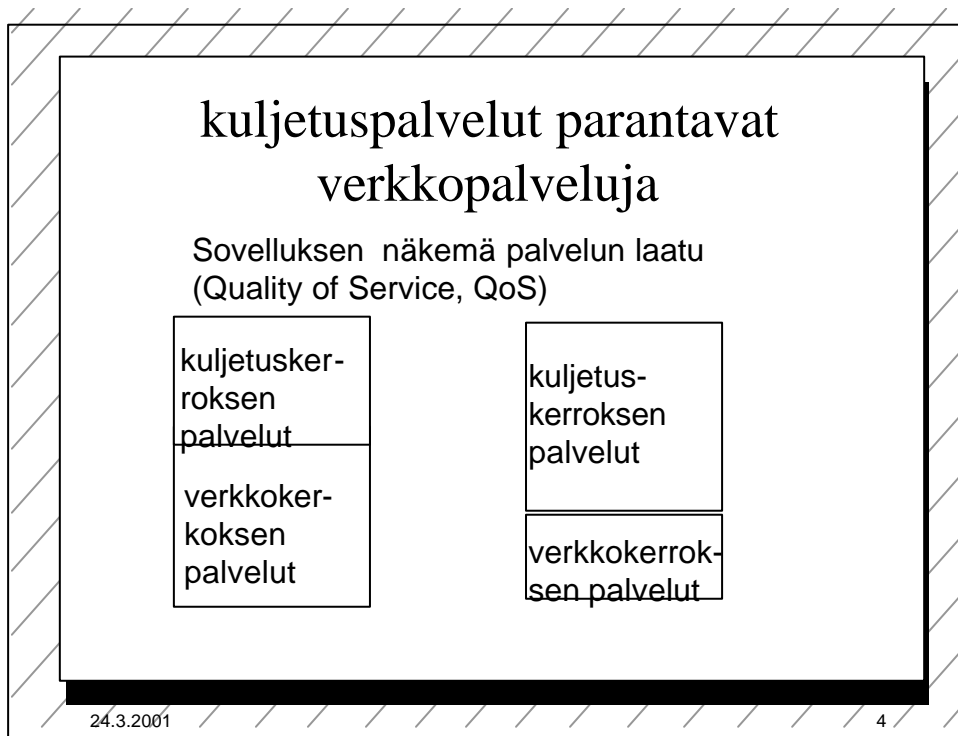 kuljetuspalvelut parantavat
verkkopalveluja
Sovelluksen näkemä palvelun laatu
(Quality of Service, QoS)
kuljetusker-
roksen
palvelut
verkkoker-
koksen
palvelut
kuljetus-
kerroksen
palvelut
verkkokerrok-
sen palvelut
24.3.2001
4